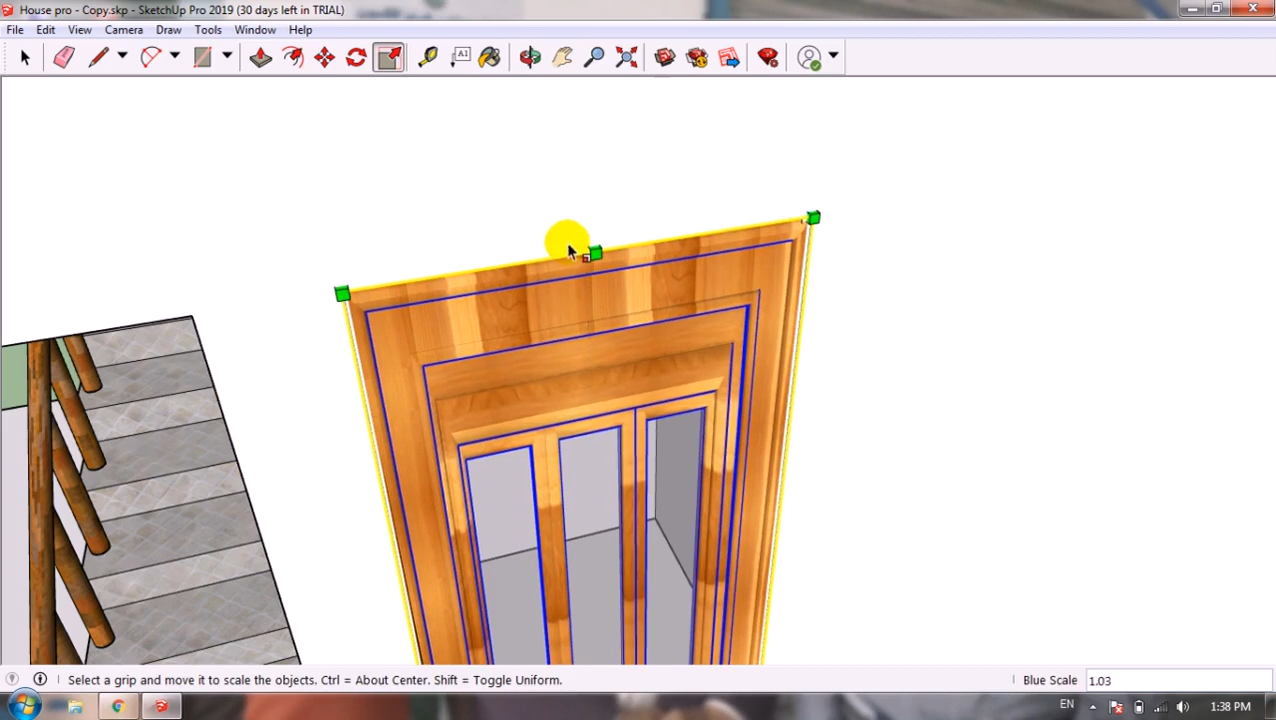 House pro - Copy.skp - SketchUp Pro 2019 (30 days left in TRIAL)
File Edit View Camera Draw Tools Window Help
A1
Select a grip and move it to scale the objects. Ctrl = About Center. Shift = Toggle Uniform.
Blue Scale 1.03
EN 1:38 PM